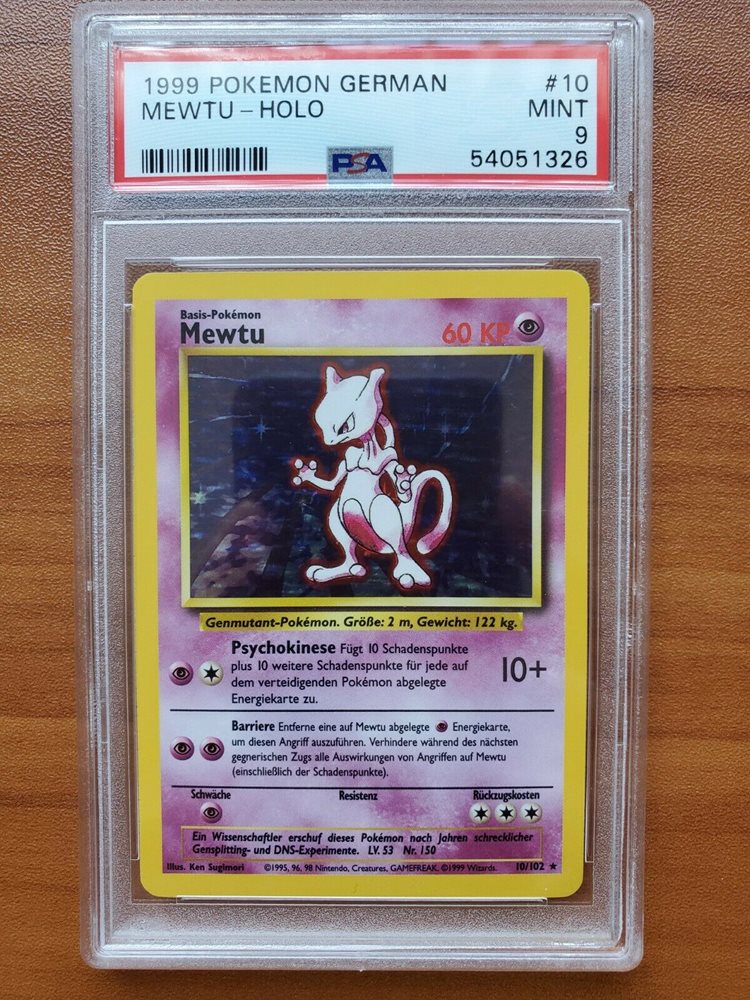 1999 POKEMON GERMAN #10
MEWTU - HOLO MINT
9
PSA 54051326
Basis-Pokémon
Mewtu 60 KP
Genmutant-Pokémon. Größe: 2 m, Gewicht: 122 kg.
Psychokinese Fügt 10 Schadenspunkte
plus 10 weitere Schadenspunkte für jede auf
dem verteidigenden Pokémon abgelegte
Energiekarte zu.
10+
Barriere Entferne eine auf Mewtu abgelegte Energiekarte,
um diesen Angriff auszuführen. Verhindere während des nächsten
gegnerischen Zugs alle Auswirkungen von Angriffen auf Mewtu
(einschließlich der Schadenspunkte).
Schwäche Resistenz Rückzugskosten
Ein Wissenschaftler erschuf dieses Pokémon nach Jahren schrecklicher
Gensplitting- und DNS-Experimente. LV. 53 Nr. 150
Illus. Ken Sugimori ©1995, 96, 98 Nintendo, Creatures, GAMEFREAK. ©1999 Wizards. 10/102 ★